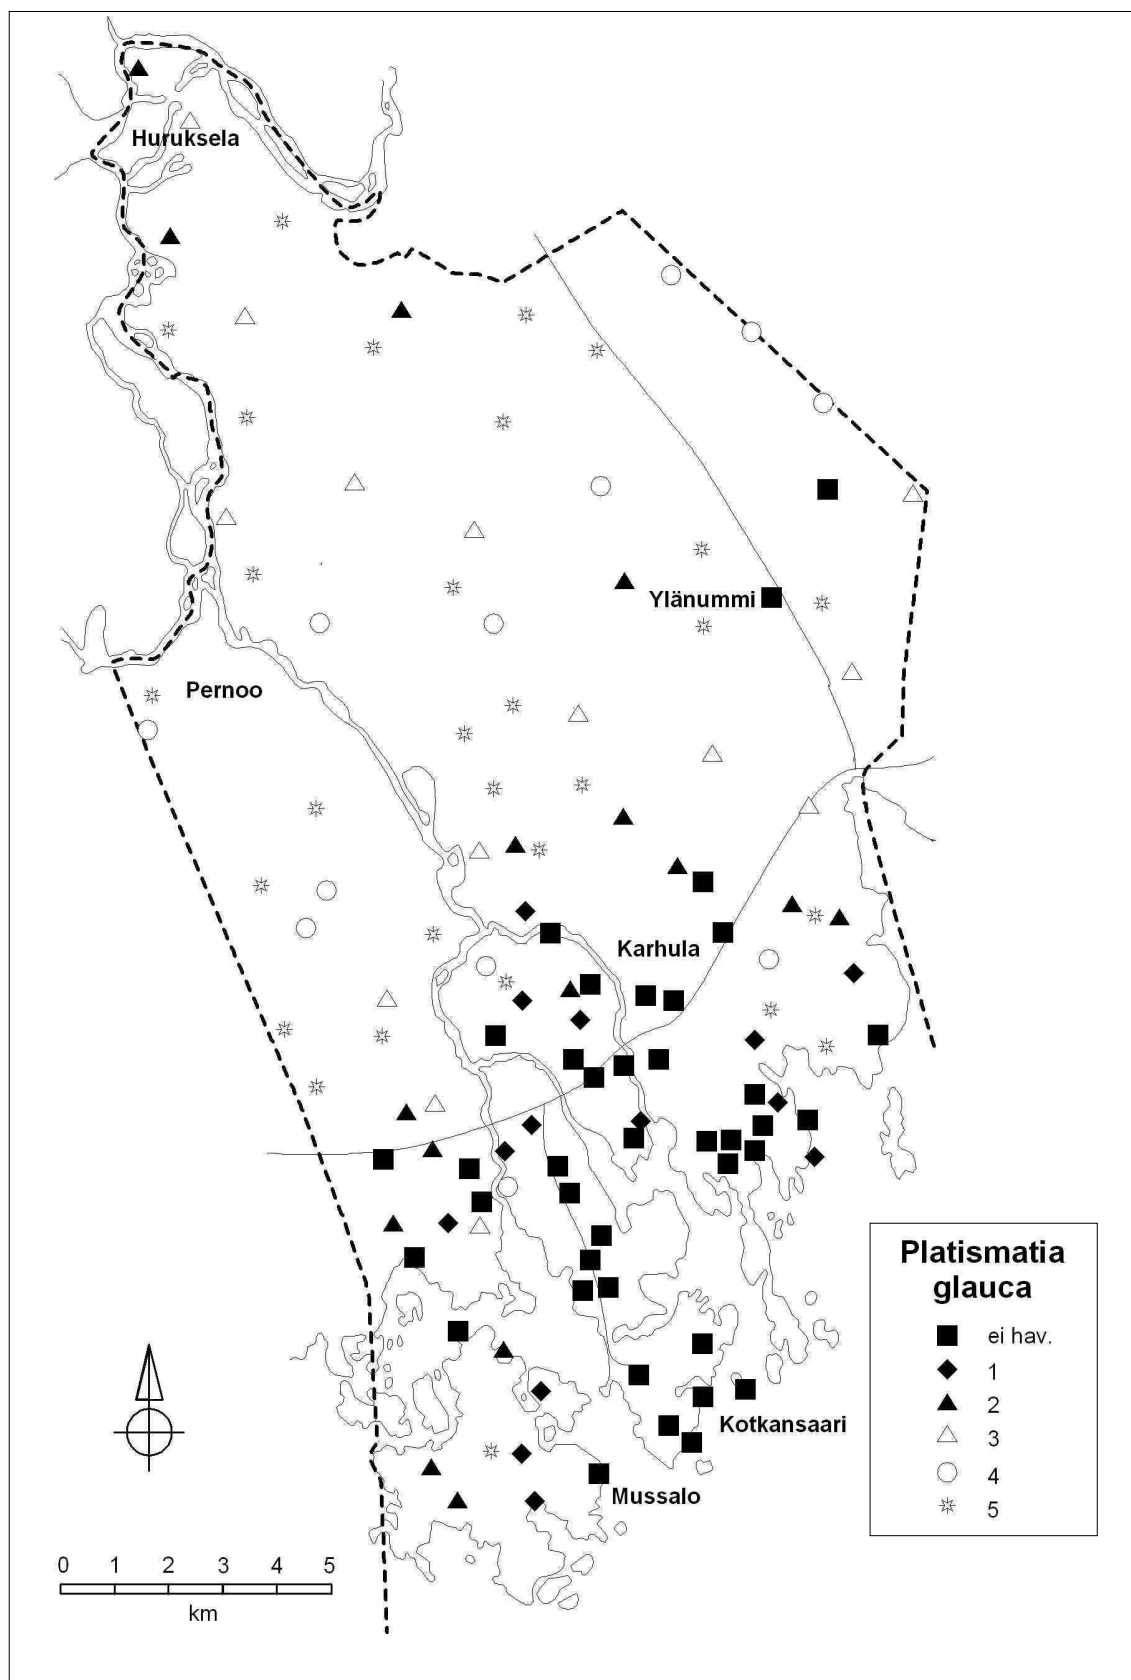 Huruksela
Ylänummi
Pernoo
Karhula
Kotkansaari
Mussalo
Platismatia
glauca
ei hav.
1
2
3
4
5
0 1 2 3 4 5
km